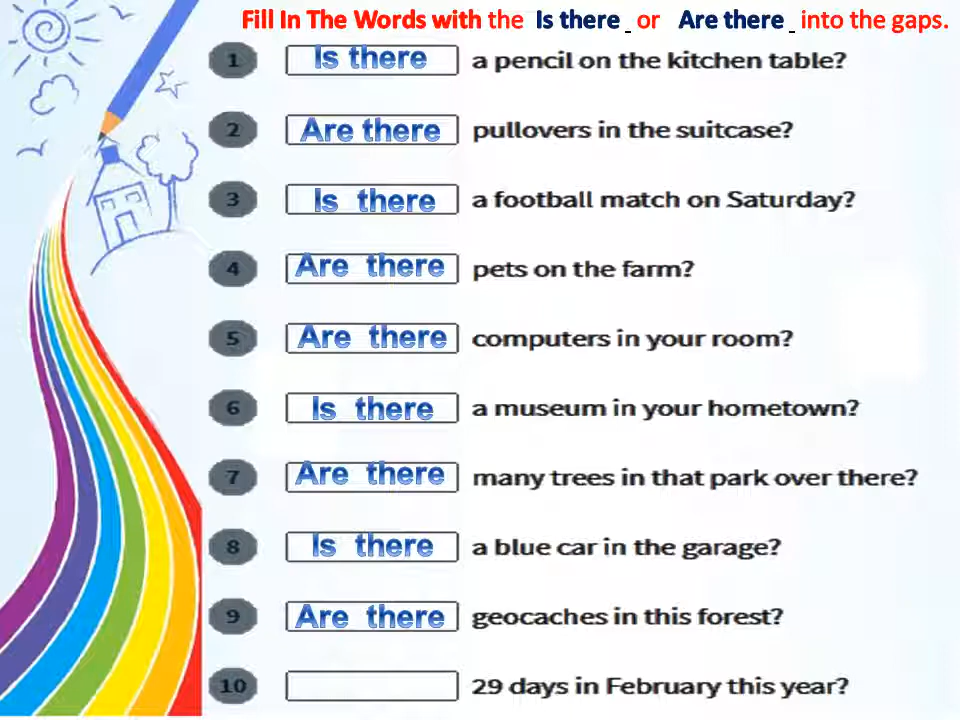 Fill In The Words with the Is there_ or Are there_ into the gaps.
1 Is there a pencil on the kitchen table?
2 Are there pullovers in the suitcase?
3 Is there a football match on Saturday?
4 Are there pets on the farm?
5 Are there computers in your room?
6 Is there a museum in your hometown?
7 Are there many trees in that park over there?
8 Is there a blue car in the garage?
9 Are there geocaches in this forest?
10 29 days in February this year?